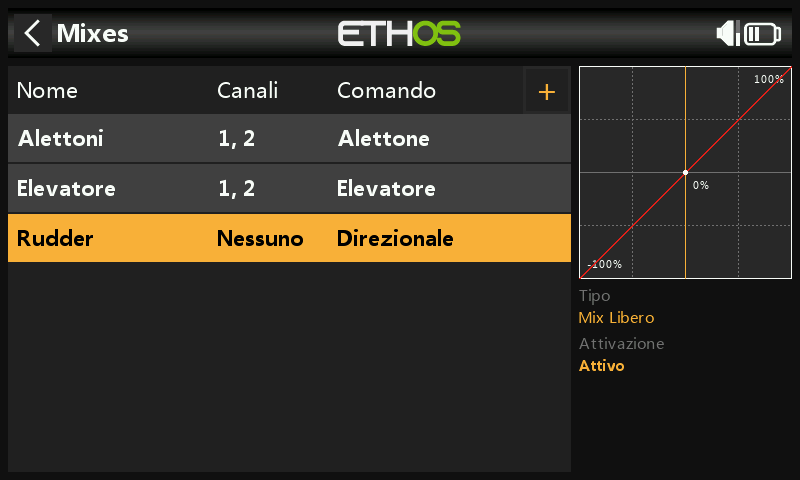 Mixes
ETHOS
Nome Canali Comando +
Alettoni 1, 2 Alettone
Elevatore 1, 2 Elevatore
Rudder Nessuno Direzionale
100%
0%
-100%
Tipo
Mix Libero
Attivazione
Attivo